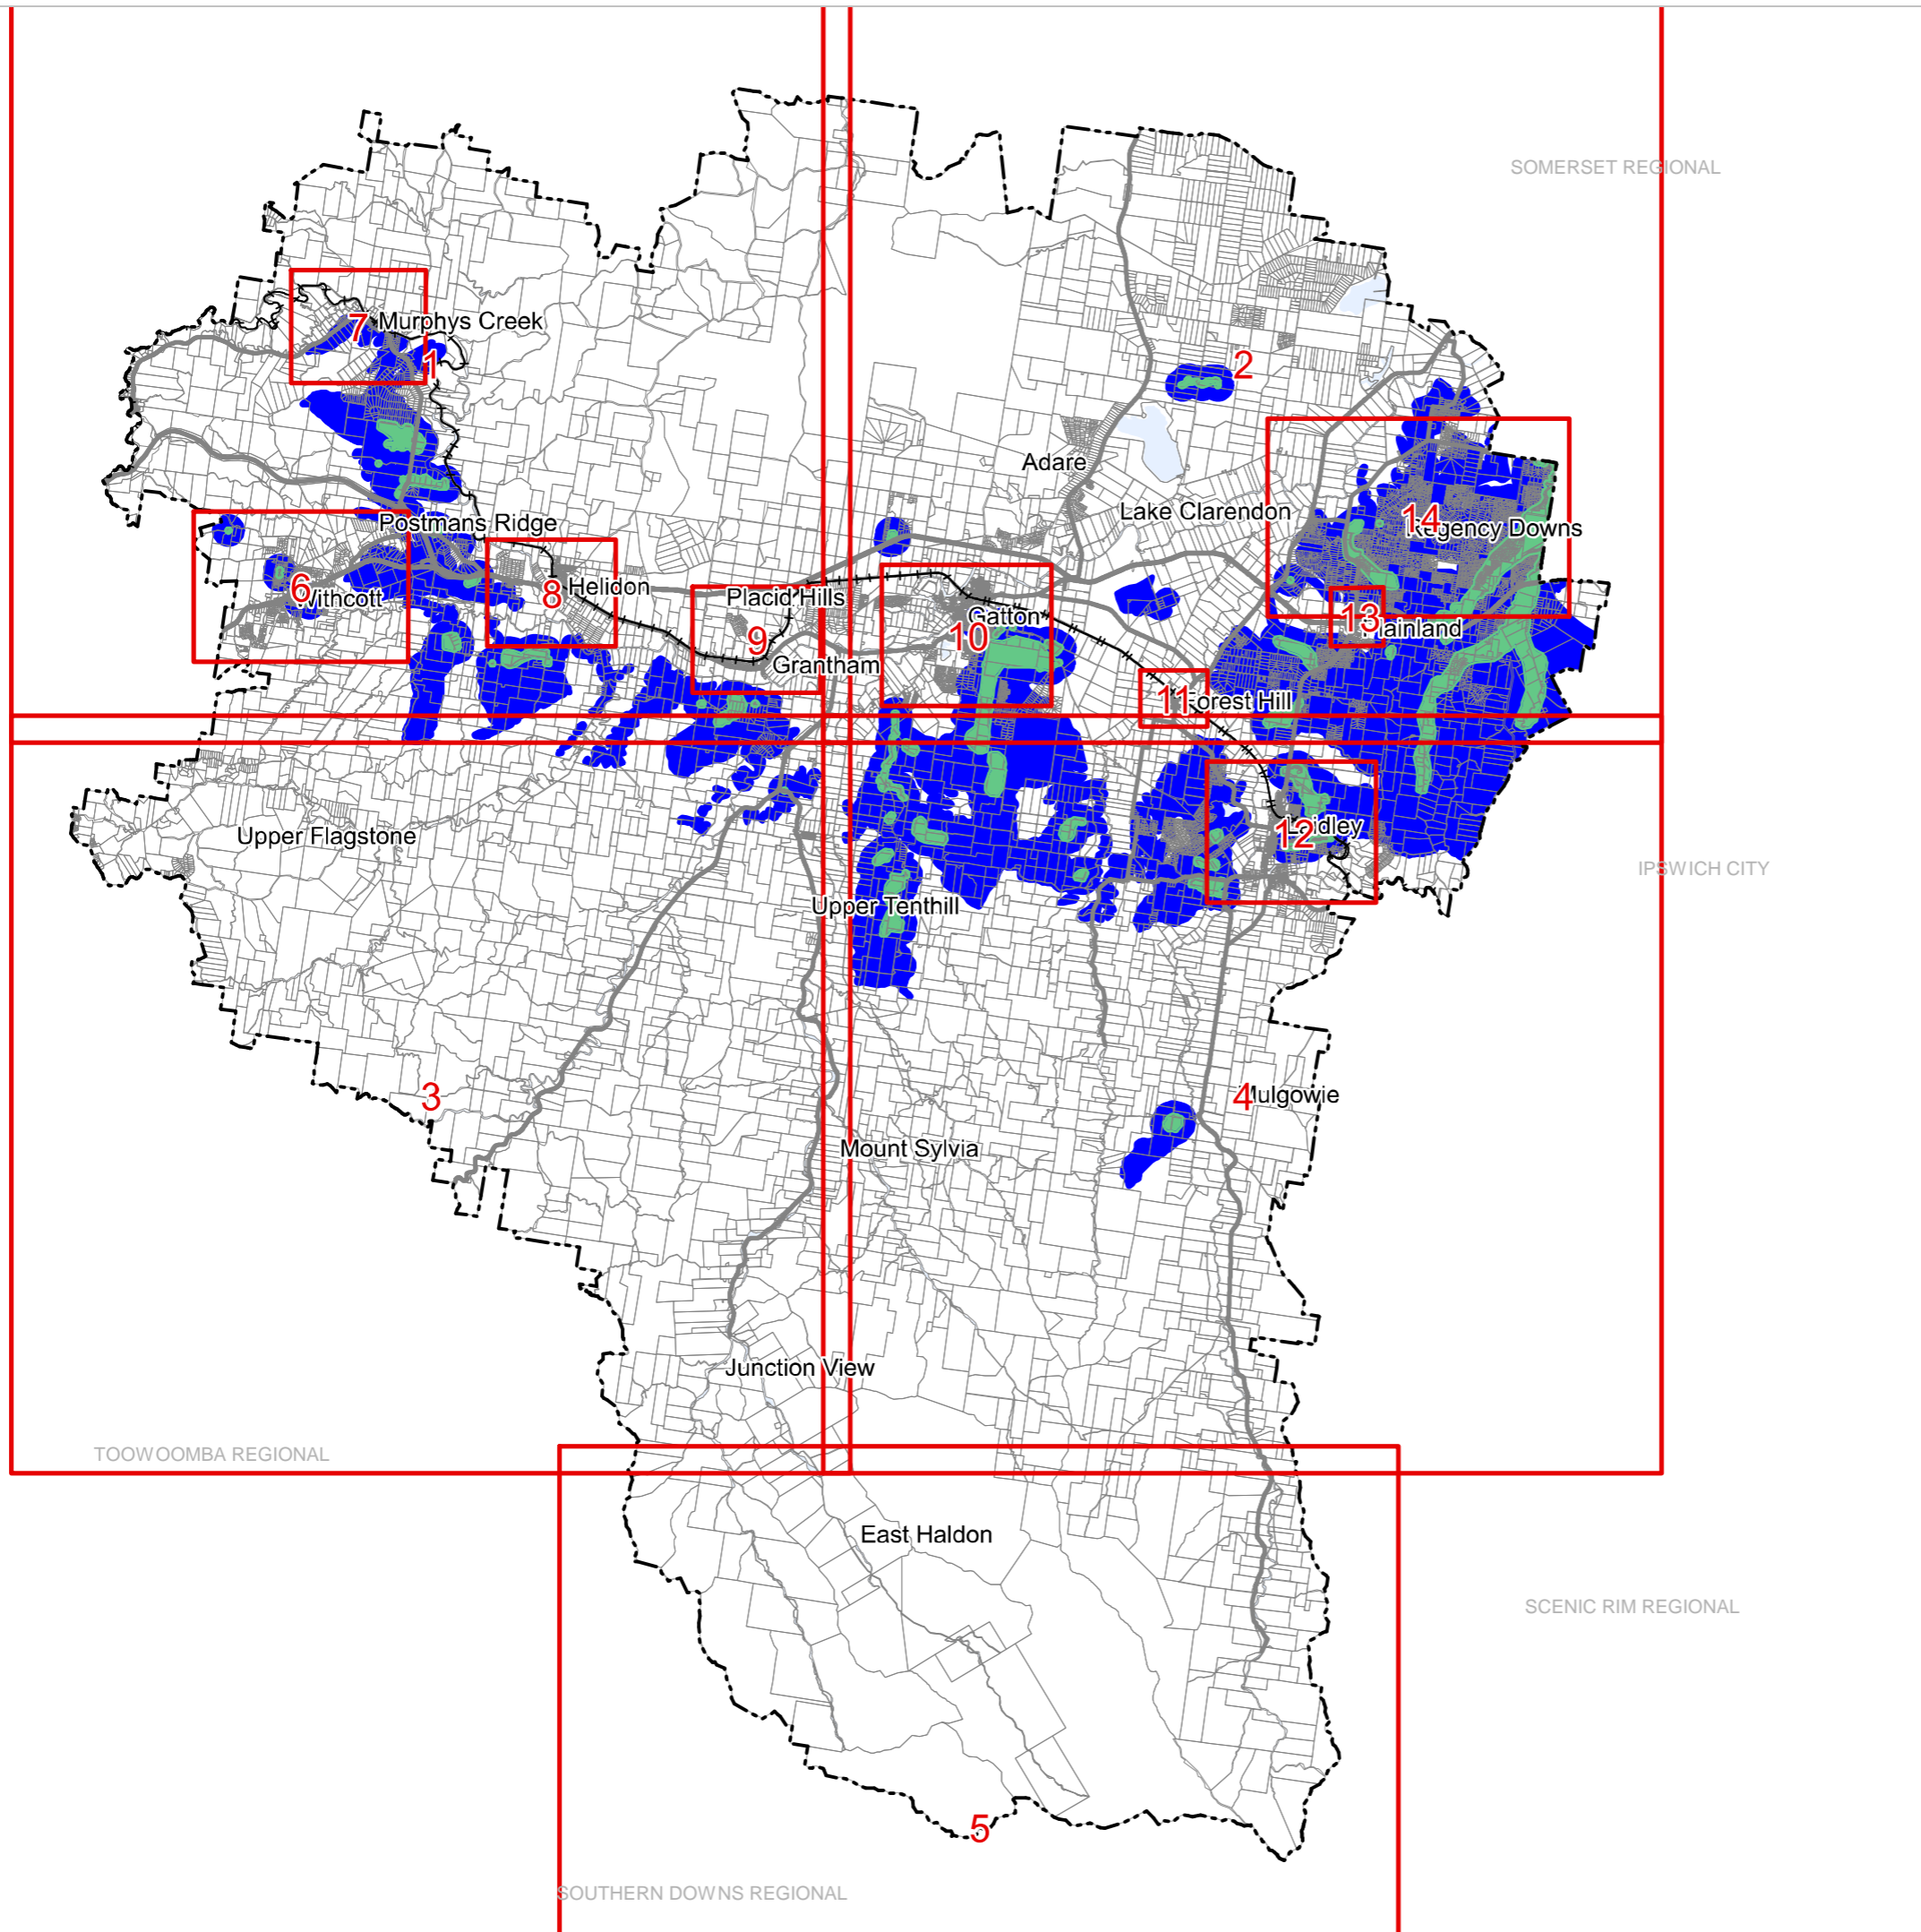 SOMERSET REGIONAL
7
Murphys Creek
1
2
Adare
Lake Clarendon
14
Regency Downs
Postmans Ridge
6
Withcott
8
Helidon
Placid Hills
9
Grantham
Gatton
10
13
Plainland
11
Forest Hill
Upper Flagstone
12
Laidley
IPSWICH CITY
Upper Tenthill
3
4
Mulgowie
Mount Sylvia
Junction View
TOOWOOMBA REGIONAL
East Haldon
SCENIC RIM REGIONAL
5
SOUTHERN DOWNS REGIONAL